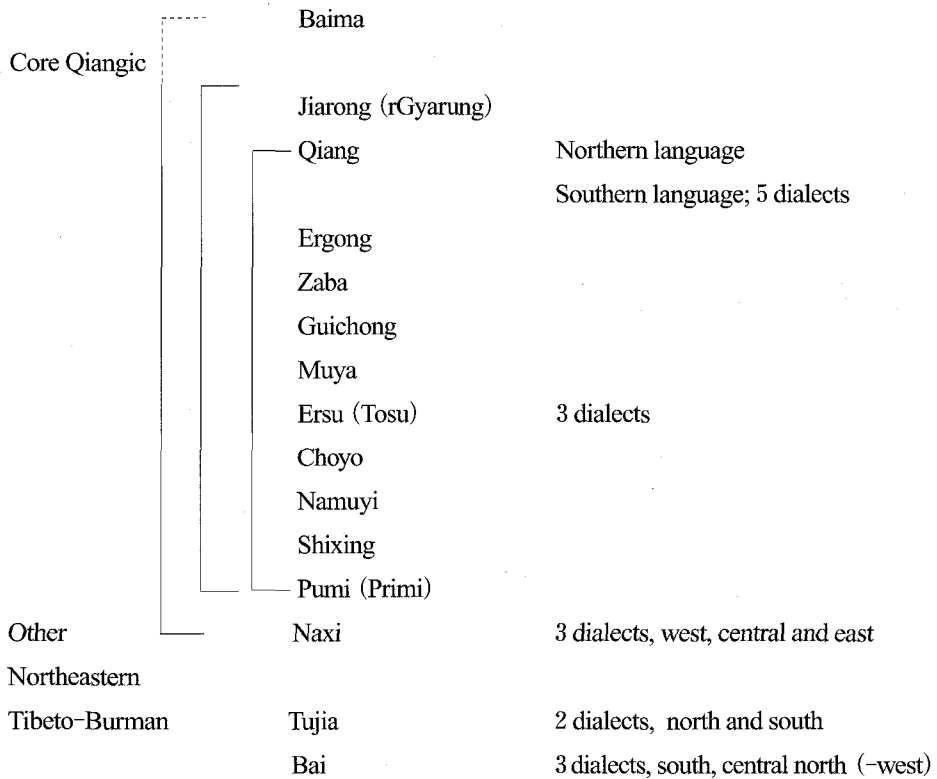 Baima
Core Qiangic
Jiarong (rGyarung)
Qiang Northern language
Southern language; 5 dialects
Ergong
Zaba
Guichong
Muya
Ersu (Tosu) 3 dialects
Choyo
Namuyi
Shixing
Pumi (Primi)
Other Naxi 3 dialects, west, central and east
Northeastern
Tibeto-Burman Tujia 2 dialects, north and south
Bai 3 dialects, south, central north (-west)